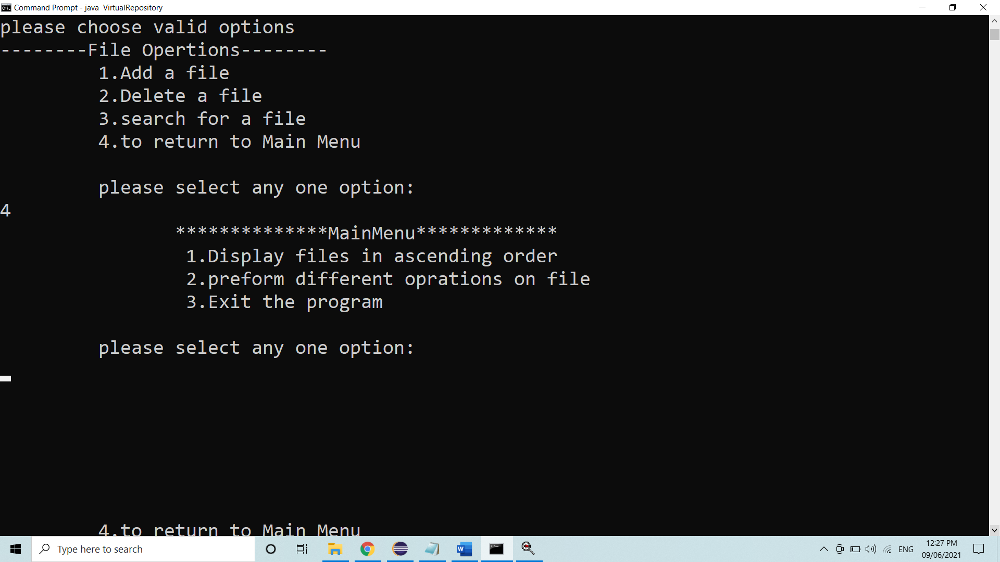 Command Prompt - java  VirtualRepository
please choose valid options
--------File Opertions--------
1.Add a file
2.Delete a file
3.search for a file
4.to return to Main Menu
please select any one option:
4
**************MainMenu*************
1.Display files in ascending order
2.preform different oprations on file
3.Exit the program
please select any one option:
4.to return to Main Menu
Type here to search
ENG
12:27 PM
09/06/2021